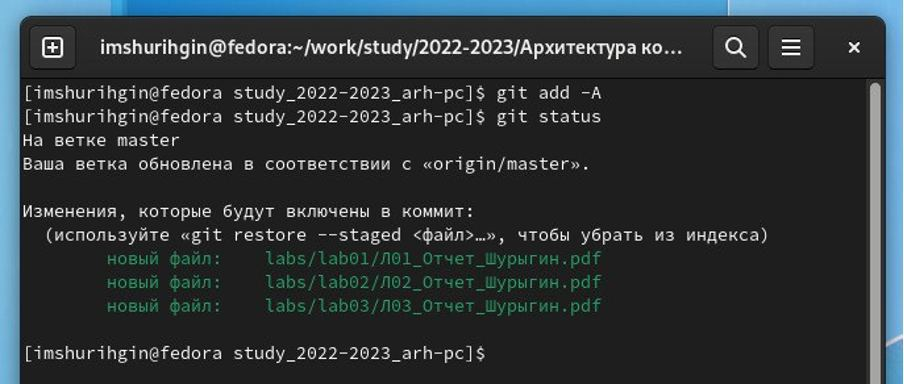 imshurihgin@fedora:~/work/study/2022-2023/Архитектура ко...
[imshurihgin@fedora study_2022-2023_arh-pc]$ git add -A
[imshurihgin@fedora study_2022-2023_arh-pc]$ git status
На ветке master
Ваша ветка обновлена в соответствии с «origin/master».
Изменения, которые будут включены в коммит:
(используйте «git restore --staged <файл>…», чтобы убрать из индекса)
новый файл: labs/lab01/Л01_Отчет_Шурыгин.pdf
новый файл: labs/lab02/Л02_Отчет_Шурыгин.pdf
новый файл: labs/lab03/Л03_Отчет_Шурыгин.pdf
[imshurihgin@fedora study_2022-2023_arh-pc]$